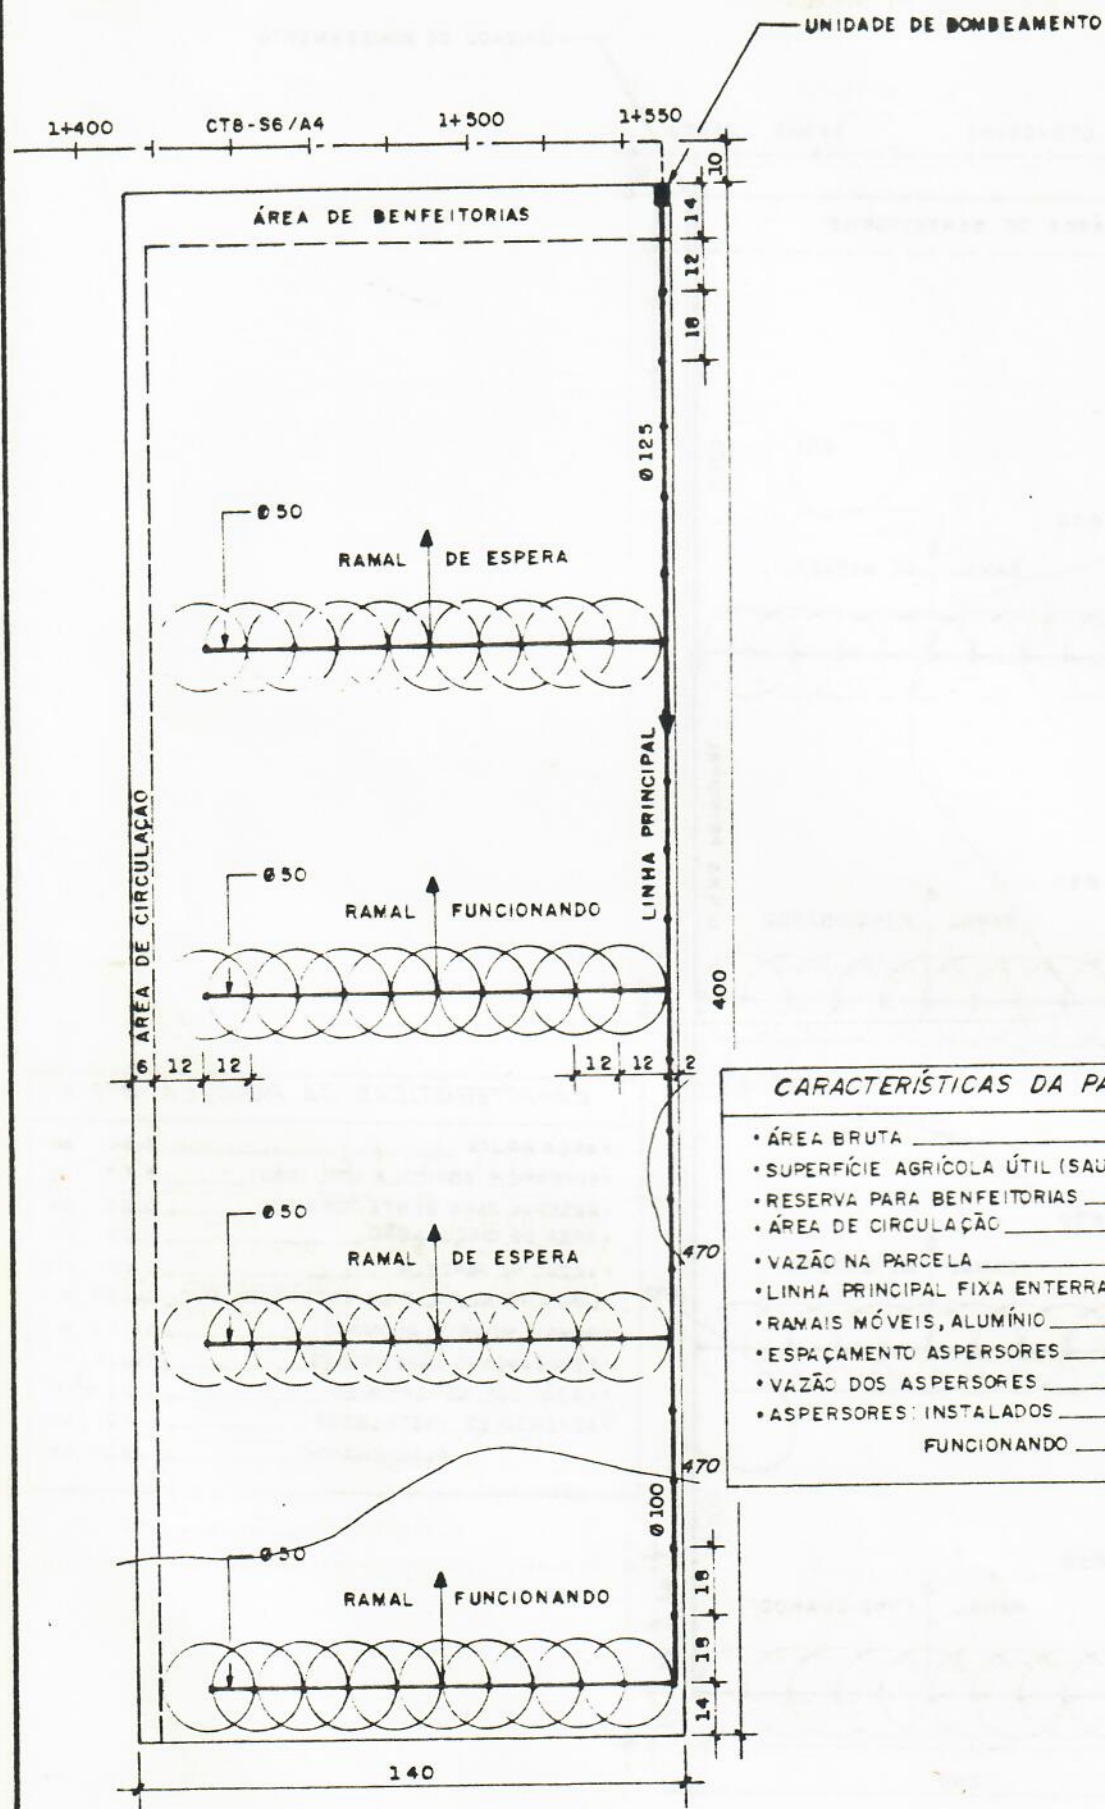 UNIDADE DE BOMBEAMENTO
1+400 CT8-S6/A4 1+500 1+550
10
ÁREA DE BENFEITORIAS
14
12
18
Ø125
Ø50
RAMAL DE ESPERA
LINHA PRINCIPAL
ÁREA DE CIRCULAÇÃO
Ø50
RAMAL FUNCIONANDO
400
6 12 12 12 12 2
CARACTERÍSTICAS DA PA
• ÁREA BRUTA
• SUPERFÍCIE AGRÍCOLA ÚTIL (SAU
• RESERVA PARA BENFEITORIAS
• ÁREA DE CIRCULAÇÃO
• VAZÃO NA PARCELA
• LINHA PRINCIPAL FIXA ENTERRA
• RAMAIS MÓVEIS, ALUMÍNIO
• ESPAÇAMENTO ASPERSORES
• VAZÃO DOS ASPERSORES
• ASPERSORES: INSTALADOS
FUNCIONANDO
Ø50
RAMAL DE ESPERA
470
470
Ø100
Ø50
RAMAL FUNCIONANDO
18
18
14
140